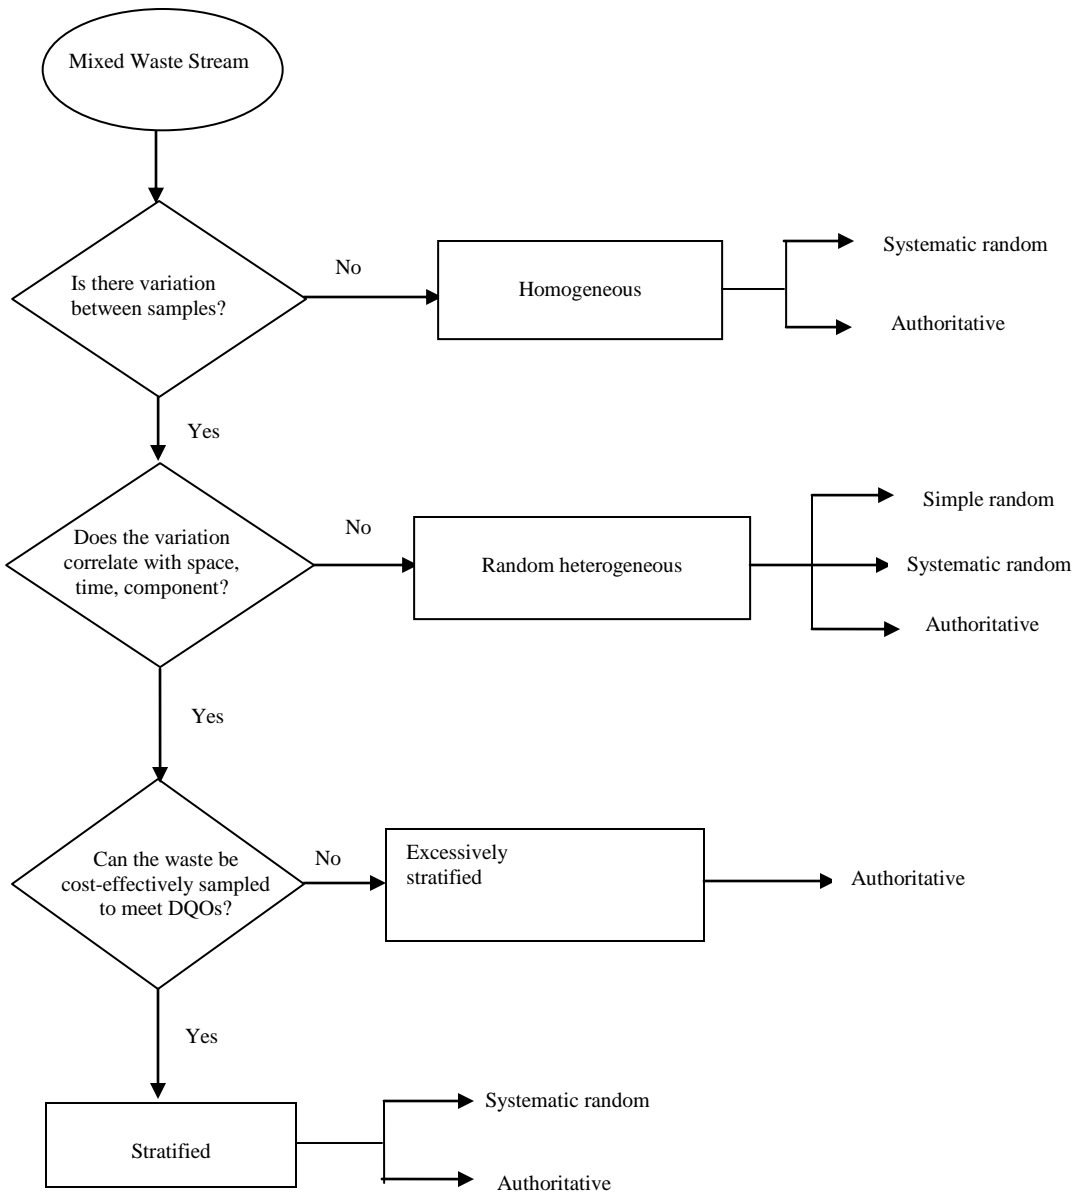 Mixed Waste Stream
Is there variation
between samples?
No
Homogeneous
Systematic random
Authoritative
Yes
Does the variation
correlate with space,
time, component?
No
Random heterogeneous
Simple random
Systematic random
Authoritative
Yes
Can the waste be
cost-effectively sampled
to meet DQOs?
No
Excessively
stratified
Authoritative
Yes
Stratified
Systematic random
Authoritative